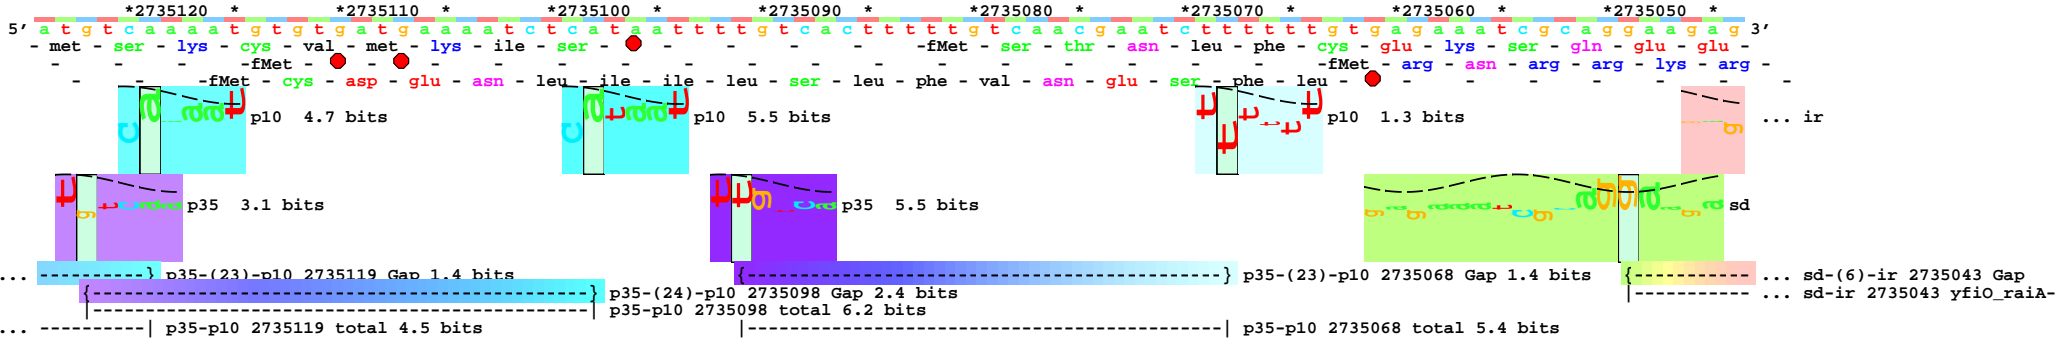 *2735120 * *2735110 * *2735100 * *2735090 * *2735080 * *2735070 * *2735060 * *2735050 *
5' a t g t c a a a a t g t g t g a t g a a a a t c t c a t a a t t t t g t c a c t t t t t g t c a a c g a a t c t t t t t t g t g a g a a a t c g c a g g a a g a g 3'
- met - ser - lys - cys - val - met - lys - ile - ser - - - - - -fMet - ser - thr - asn - leu - phe - cys - glu - lys - ser - gln - glu - glu -
- - - -fMet - - - - - - - - - - - - - - - - -fMet - arg - asn - arg - arg - lys - arg -
- - -fMet - cys - asp - glu - asn - leu - ile - ile - leu - ser - leu - phe - val - asn - glu - ser - phe - leu - - - - - - -
c a a a t p10 4.7 bits
c a t a a t p10 5.5 bits
t t t t t t p10 1.3 bits
g ... ir
t g t c a a p35 3.1 bits
t t g t c a p35 5.5 bits
g a g a a a t c g c a g g a a g a sd
... ----------} p35-(23)-p10 2735119 Gap 1.4 bits
{----------------------} p35-(23)-p10 2735068 Gap 1.4 bits
{---------- ... sd-(6)-ir 2735043 Gap
{-----------------------} p35-(24)-p10 2735098 Gap 2.4 bits
|---------- ... sd-ir 2735043 yfiO_raiA-
|-----------------------| p35-p10 2735098 total 6.2 bits
... ----------| p35-p10 2735119 total 4.5 bits
|----------------------| p35-p10 2735068 total 5.4 bits